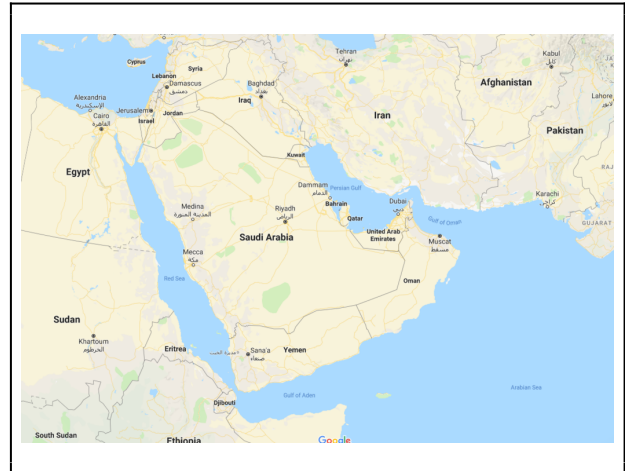 Tehran
تهران
Kabul
کابل
Cyprus
Syria
Lebanon
Damascus
دمشق
Baghdad
بغداد
Iraq
Afghanistan
Alexandria
الإسكندرية
Jerusalem
Lahore
لاہور
Cairo
القاهرة
Israel
Jordan
Iran
Pakistan
Kuwait
Egypt
Dammam
الدمام
Persian Gulf
Bahrain
Dubai
دبي
Karachi
کراچی
Medina
المدينة المنورة
Riyadh
الرياض
Qatar
Gulf of Oman
GUJARAT
Saudi Arabia
United Arab
Emirates
Muscat
مسقط
Mecca
مكة
Red Sea
Oman
Sudan
Khartoum
الخرطوم
Eritrea
Sana'a
صنعاء
Yemen
Arabian Sea
Gulf of Aden
Djibouti
South Sudan
Ethiopia
Google